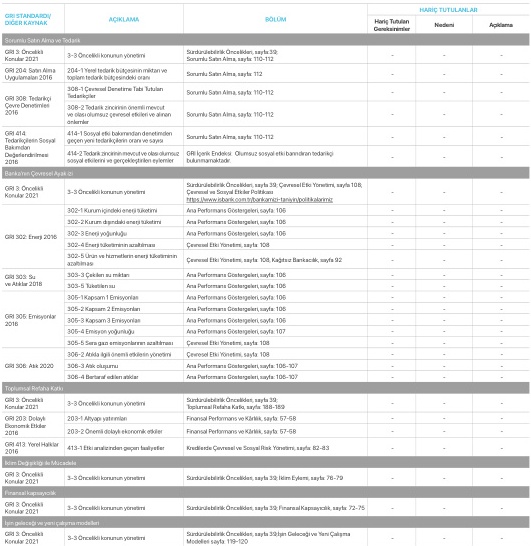 GRI STANDARDI/
DİĞER KAYNAK
AÇIKLAMA
BÖLÜM
HARİÇ TUTULANLAR
Hariç Tutulan
Gereksinimler
Nedeni
Açıklama
Sorumlu Satın Alma ve Tedarik
GRI 3: Öncelikli
Konular 2021
3-3 Öncelikli konunun yönetimi
Sürdürülebilirlik Öncelikleri, sayfa 39;
Sorumlu Satın Alma, sayfa: 110-112
- - -
GRI 204: Satın Alma
Uygulamaları 2016
204-1 Yerel tedarik bütçesinin miktarı ve
toplam tedarik bütçesindeki oranı
Sorumlu Satın Alma, sayfa: 112
- - -
GRI 308: Tedarikçi
Çevre Denetimleri
2016
308-1 Çevresel Denetime Tabi Tutulan
Tedarikçiler
Sorumlu Satın Alma, sayfa: 110-112
- - -
308-2 Tedarik zincirinin önemli mevcut
ve olası olumsuz çevresel etkileri ve alınan
önlemler
Sorumlu Satın Alma, sayfa: 110-112
- - -
GRI 414:
Tedarikçilerin Sosyal
Bakımdan
Değerlendirilmesi
2016
414-1 Sosyal etki bakımından denetimden
geçen yeni tedarikçilerin oranı ve sayısı
Sorumlu Satın Alma, sayfa: 110-112
- - -
414-2 Tedarik zincirinin mevcut ve olası olumsuz
sosyal etkilerini ve gerçekleştirilen eylemler
GRI İçerik Endeksi. Olumsuz sosyal etki barındıran tedarikçi
bulunmamaktadır.
- - -
Banka'nın Çevresel Ayak izi
GRI 3: Öncelikli
Konular 2021
3-3 Öncelikli konunun yönetimi
Sürdürülebilirlik Öncelikleri, sayfa 39; Çevresel Etki Yönetimi, sayfa 108;
Çevresel ve Sosyal Etkiler Politikası
https://www.isbank.com.tr/bankamizi-taniyin/politikalarimiz
- - -
GRI 302: Enerji 2016
302-1 Kurum içindeki enerji tüketimi
Ana Performans Göstergeleri, sayfa: 106
- - -
302-2 Kurum dışındaki enerji tüketimi
Ana Performans Göstergeleri, sayfa: 106
- - -
302-3 Enerji yoğunluğu
Ana Performans Göstergeleri, sayfa: 106
- - -
302-4 Enerji tüketiminin azaltılması
Çevresel Etki Yönetimi, sayfa: 108
- - -
302-5 Ürün ve hizmetlerin enerji tüketiminin
azaltılması
Çevresel Etki Yönetimi, sayfa: 108, Kağıtsız Bankacılık, sayfa 92
- - -
GRI 303: Su
ve Atıklar 2018
303-3 Çekilen su miktarı
Ana Performans Göstergeleri, sayfa: 106
- - -
303-5 Tüketilen su
Ana Performans Göstergeleri, sayfa: 106
- - -
GRI 305: Emisyonlar
2016
305-1 Kapsam 1 Emisyonları
Ana Performans Göstergeleri, sayfa: 106
- - -
305-2 Kapsam 2 Emisyonları
Ana Performans Göstergeleri, sayfa: 106
- - -
305-3 Kapsam 3 Emisyonları
Ana Performans Göstergeleri, sayfa: 106
- - -
305-4 Emisyon yoğunluğu
Ana Performans Göstergeleri, sayfa: 107
- - -
305-5 Sera gazı emisyonlarının azaltılması
Çevresel Etki Yönetimi, sayfa: 108
- - -
GRI 306: Atık 2020
306-2 Atıkla ilgili önemli etkilerin yönetimi
Çevresel Etki Yönetimi, sayfa: 108
- - -
306-3 Atık oluşumu
Ana Performans Göstergeleri, sayfa: 106-107
- - -
306-4 Bertaraf edilen atıklar
Ana Performans Göstergeleri, sayfa: 106-107
- - -
Toplumsal Refaha Katkı
GRI 3: Öncelikli
Konular 2021
3-3 Öncelikli konunun yönetimi
Sürdürülebilirlik Öncelikleri, sayfa 39;
Toplumsal Refaha Katkı, sayfa: 188-189
- - -
GRI 203: Dolaylı
Ekonomik Etkiler
2016
203-1 Altyapı yatırımları
Finansal Performans ve Kârlılık, sayfa: 57-58
- - -
203-2 Önemli dolaylı ekonomik etkiler
Finansal Performans ve Kârlılık, sayfa: 57-58
- - -
GRI 413: Yerel Halklar
2016
413-1 Etki analizinden geçen faaliyetler
Kredilerde Çevresel ve Sosyal Risk Yönetimi, sayfa: 82-83
- - -
İklim Değişikliği ile Mücadele
GRI 3: Öncelikli
Konular 2021
3-3 Öncelikli konunun yönetimi
Sürdürülebilirlik Öncelikleri, sayfa 39; İklim Eylemi, sayfa: 76-79
- - -
Finansal kapsayıcılık
GRI 3: Öncelikli
Konular 2021
3-3 Öncelikli konunun yönetimi
Sürdürülebilirlik Öncelikleri, sayfa 39; Finansal Kapsayıcılık, sayfa: 72-75
- - -
İşin geleceği ve yeni çalışma modelleri
GRI 3: Öncelikli
Konular 2021
3-3 Öncelikli konunun yönetimi
Sürdürülebilirlik Öncelikleri, sayfa 39;İşin Geleceği ve Yeni Çalışma
Modelleri sayfa: 119-120
- - -